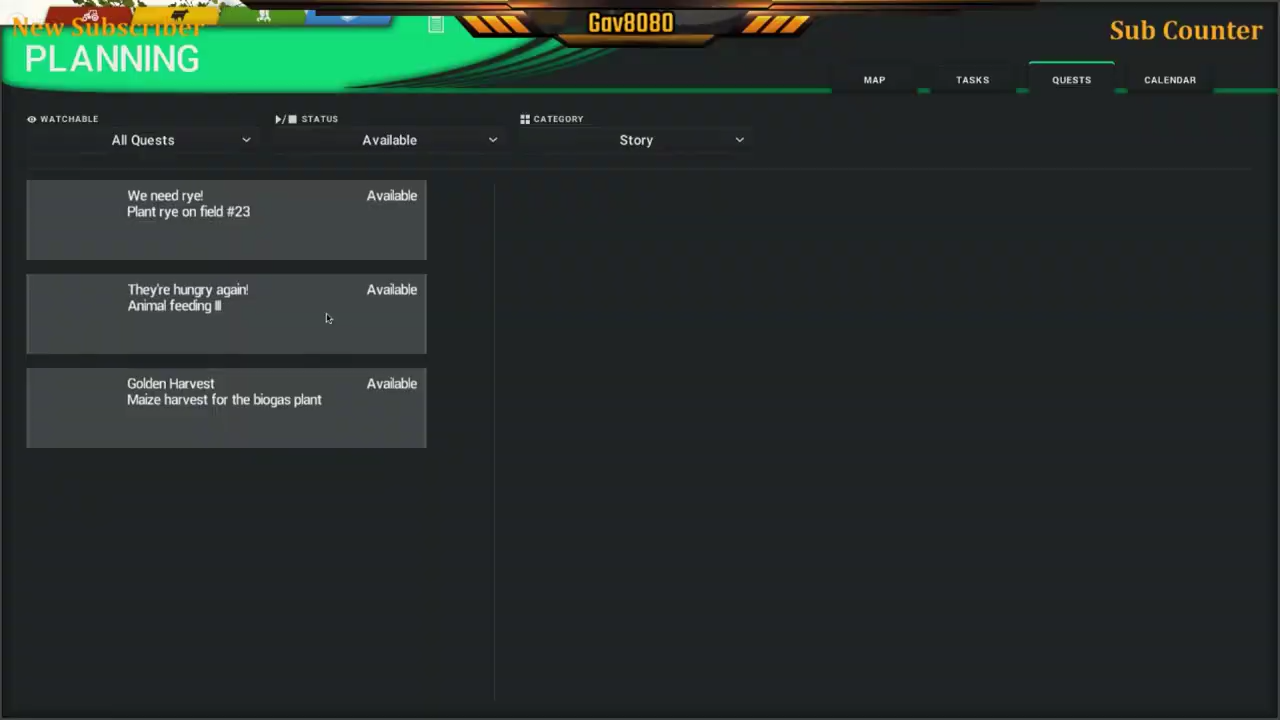 New Subscriber
Gav8080
Sub Counter
PLANNING
MAP
TASKS
QUESTS
CALENDAR
WATCHABLE
STATUS
CATEGORY
All Quests
Available
Story
We need rye!
Available
Plant rye on field #23
They're hungry again!
Available
Animal feeding III
Golden Harvest
Available
Maize harvest for the biogas plant